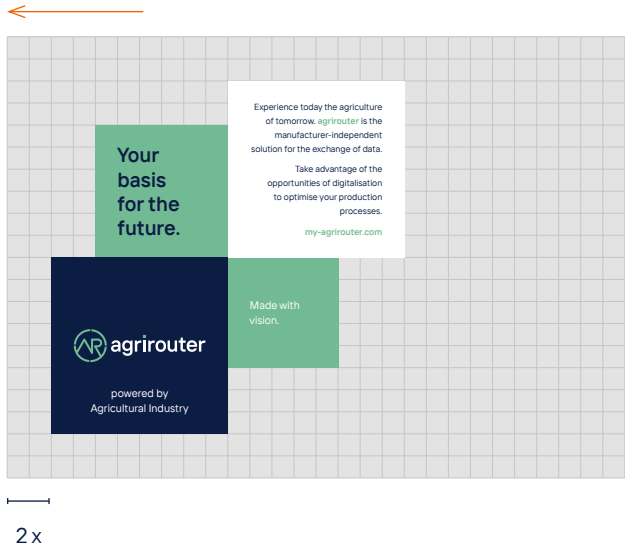 Your
basis
for the
future.
Experience today the agriculture
of tomorrow. agrirouter is the
manufacturer-independent
solution for the exchange of data.
Take advantage of the
opportunities of digitalisation
to optimise your production
processes.
my-agrirouter.com
AR agrirouter
powered by
Agricultural Industry
Made with
vision.
2 x